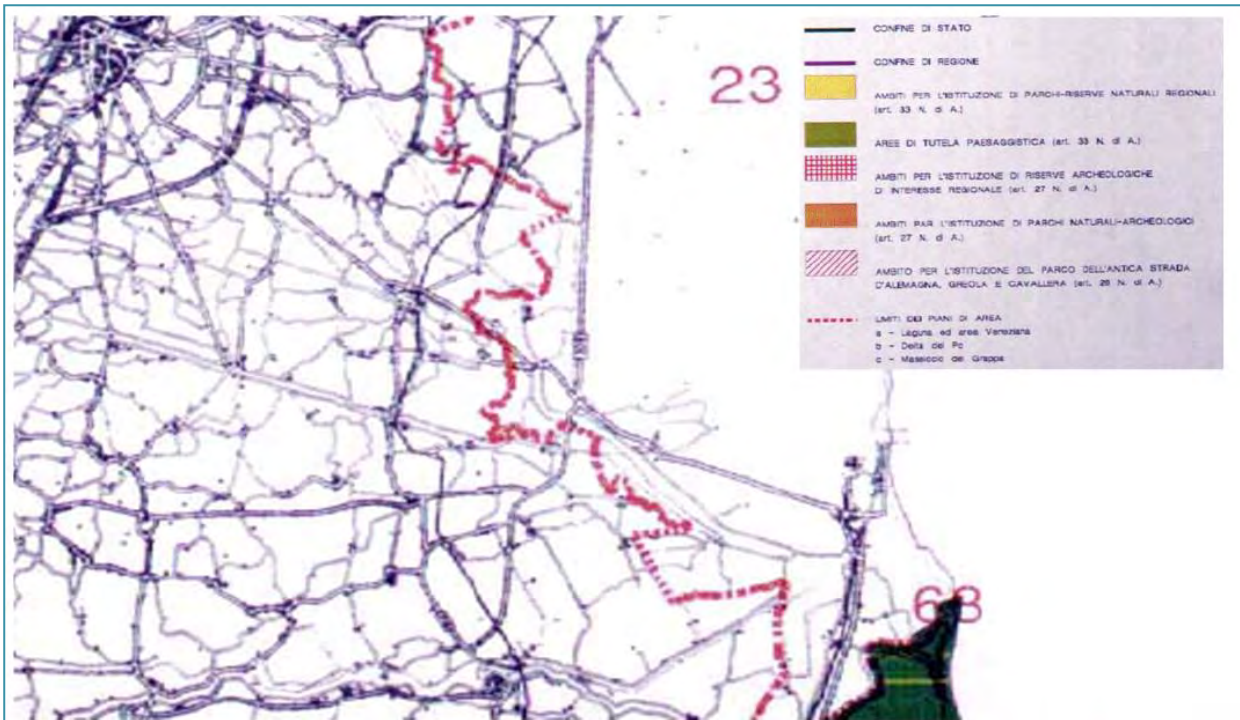 23
68
CONFINE DI STATO
CONFINE DI REGIONE
AMBITI PER L'ISTITUZIONE DI PARCHI-RISERVE NATURALI REGIONALI
(art. 33 N. di A.)
AREE DI TUTELA PAESAGGISTICA (art. 33 N. di A.)
AMBITI PER L'ISTITUZIONE DI RISERVE ARCHEOLOGICHE
DI INTERESSE REGIONALE (art. 27 N. di A.)
AMBITI PAR L'ISTITUZIONE DI PARCHI NATURALI-ARCHEOLOGICI
(art. 27 N. di A.)
AMBITO PER L'ISTITUZIONE DEL PARCO DELL'ANTICA STRADA
D'ALEMAGNA, GREOLA E CAVALLERA (art. 28 N. di A.)
LIMITI DEI PIANI DI AREA
a - Laguna ed area Veneziana
b - Delta del Po
c - Massiccio del Grappa